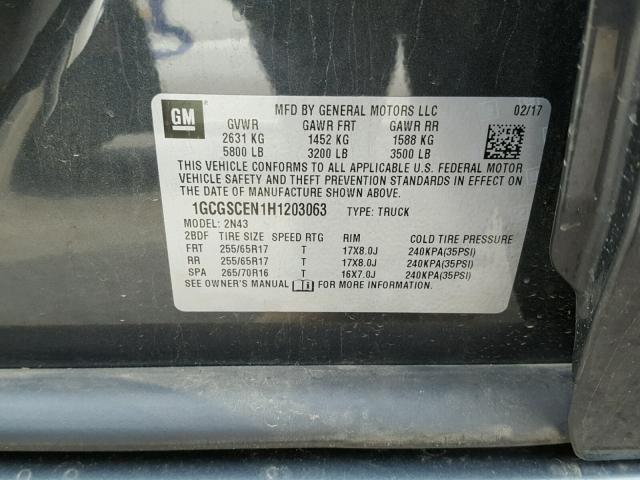 GM MFD BY GENERAL MOTORS LLC 02/17
GVWR GAWR FRT GAWR RR
2631 KG 1452 KG 1588 KG
5800 LB 3200 LB 3500 LB
THIS VEHICLE CONFORMS TO ALL APPLICABLE U.S. FEDERAL MOTOR
VEHICLE SAFETY AND THEFT PREVENTION STANDARDS IN EFFECT ON
THE DATE OF MANUFACTURE SHOWN ABOVE.
1GCGSCEN1H1203063 TYPE: TRUCK
MODEL: 2N43
2BDF TIRE SIZE SPEED RTG RIM COLD TIRE PRESSURE
FRT 255/65R17 T 17X8.0J 240KPA(35PSI)
RR 255/65R17 T 17X8.0J 240KPA(35PSI)
SPA 265/70R16 T 16X7.0J 240KPA(35PSI)
SEE OWNER'S MANUAL FOR MORE INFORMATION.